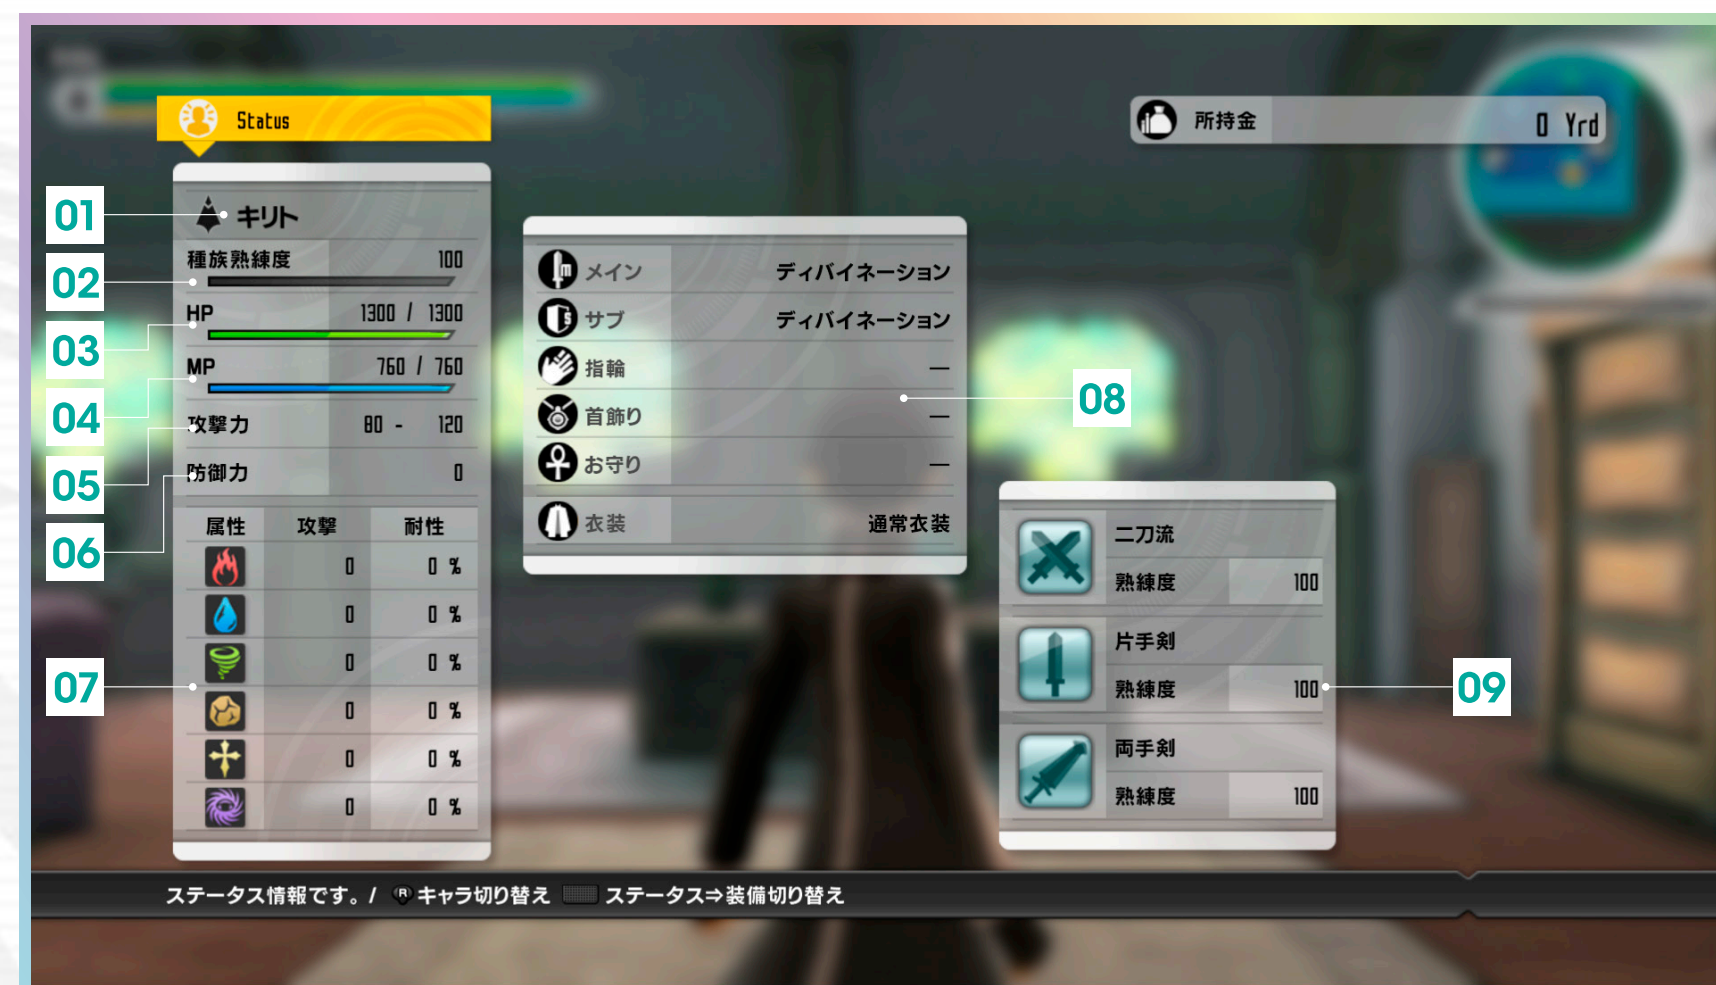 Status
所持金 0 Yrd
01 キリト
02 種族熟練度 100
03 HP 1300 / 1300
04 MP 760 / 760
05 攻撃力 80 - 120
06 防御力 0
07
属性 攻撃 耐性
0 0 %
0 0 %
0 0 %
0 0 %
0 0 %
0 0 %
08
m メイン ディバイネーション
s サブ ディバイネーション
指輪 —
首飾り —
お守り —
衣装 通常衣装
09
二刀流
熟練度 100
片手剣
熟練度 100
両手剣
熟練度 100
ステータス情報です。/ R キャラ切り替え ステータス⇒装備切り替え